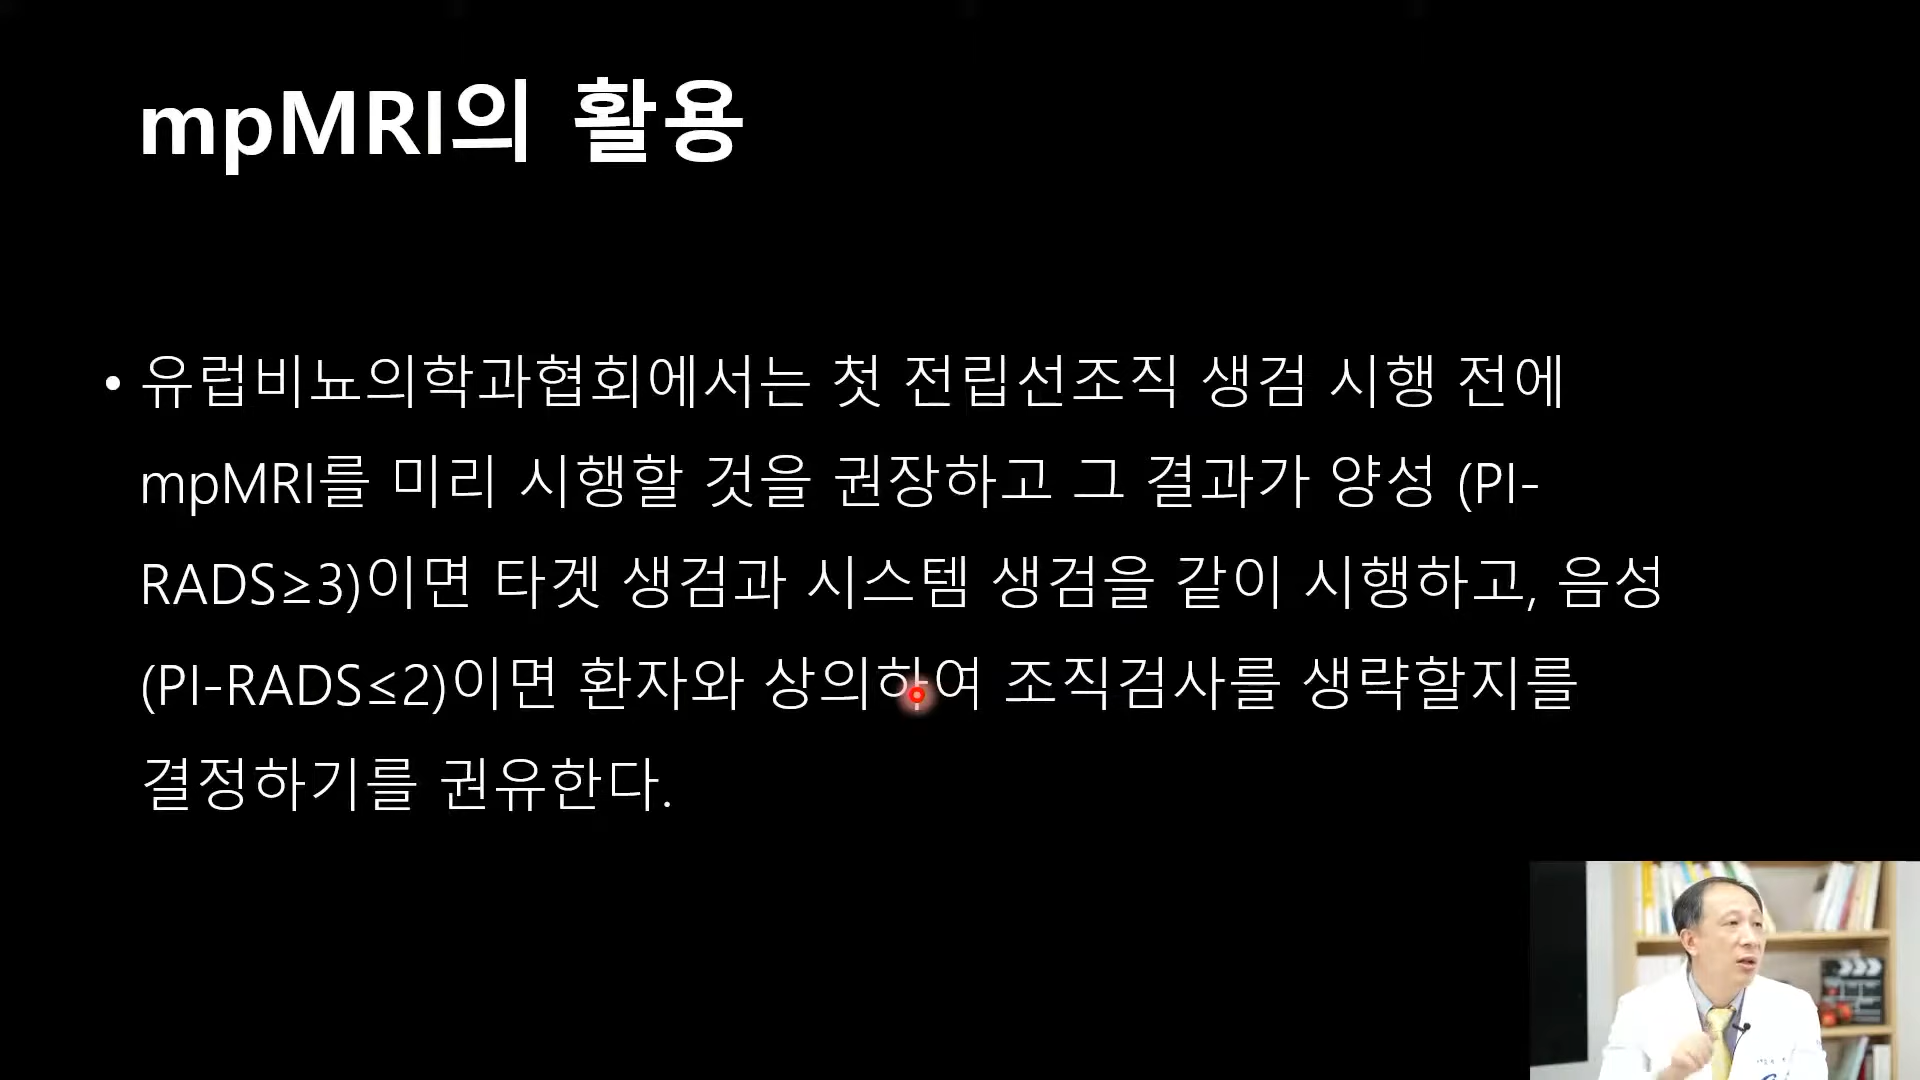 mpMRI의 활용
• 유럽비뇨의학과협회에서는 첫 전립선조직 생검 시행 전에
mpMRI를 미리 시행할 것을 권장하고 그 결과가 양성 (PI-
RADS≥3)이면 타겟 생검과 시스템 생검을 같이 시행하고, 음성
(PI-RADS≤2)이면 환자와 상의하여 조직검사를 생략할지를
결정하기를 권유한다.